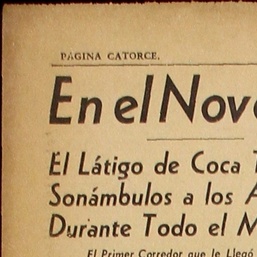 PAGINA CATORCE.
En el Nov
El Látigo de Coca
Sonámbulos a los
Durante Todo el
El Primer Corredor que le Llegó